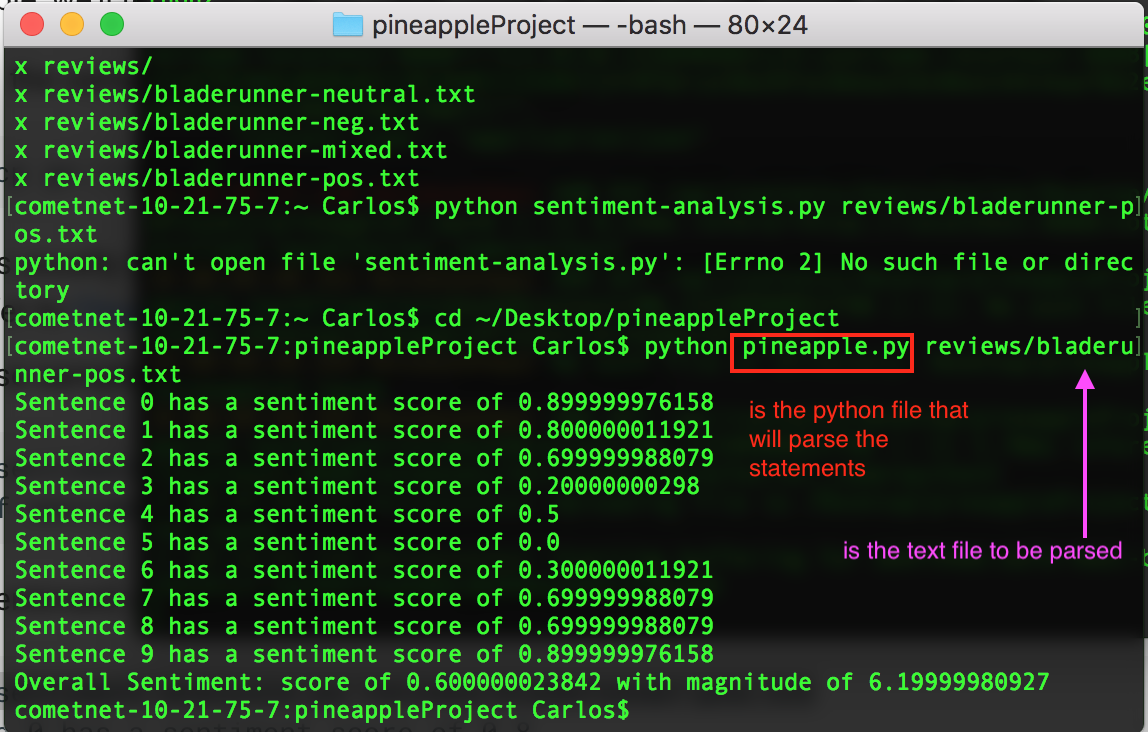 pineappleProject — -bash — 80×24
x reviews/
x reviews/bladerunner-neutral.txt
x reviews/bladerunner-neg.txt
x reviews/bladerunner-mixed.txt
x reviews/bladerunner-pos.txt
[cometnet-10-21-75-7:~ Carlos$ python sentiment-analysis.py reviews/bladerunner-p]
os.txt
python: can't open file 'sentiment-analysis.py': [Errno 2] No such file or direc
tory
[cometnet-10-21-75-7:~ Carlos$ cd ~/Desktop/pineappleProject ]
[cometnet-10-21-75-7:pineappleProject Carlos$ python pineapple.py reviews/bladeru]
nner-pos.txt
Sentence 0 has a sentiment score of 0.899999976158
Sentence 1 has a sentiment score of 0.800000011921
Sentence 2 has a sentiment score of 0.699999988079
Sentence 3 has a sentiment score of 0.20000000298
Sentence 4 has a sentiment score of 0.5
Sentence 5 has a sentiment score of 0.0
Sentence 6 has a sentiment score of 0.300000011921
Sentence 7 has a sentiment score of 0.699999988079
Sentence 8 has a sentiment score of 0.699999988079
Sentence 9 has a sentiment score of 0.899999976158
Overall Sentiment: score of 0.600000023842 with magnitude of 6.19999980927
cometnet-10-21-75-7:pineappleProject Carlos$
is the python file that
will parse the
statements
is the text file to be parsed